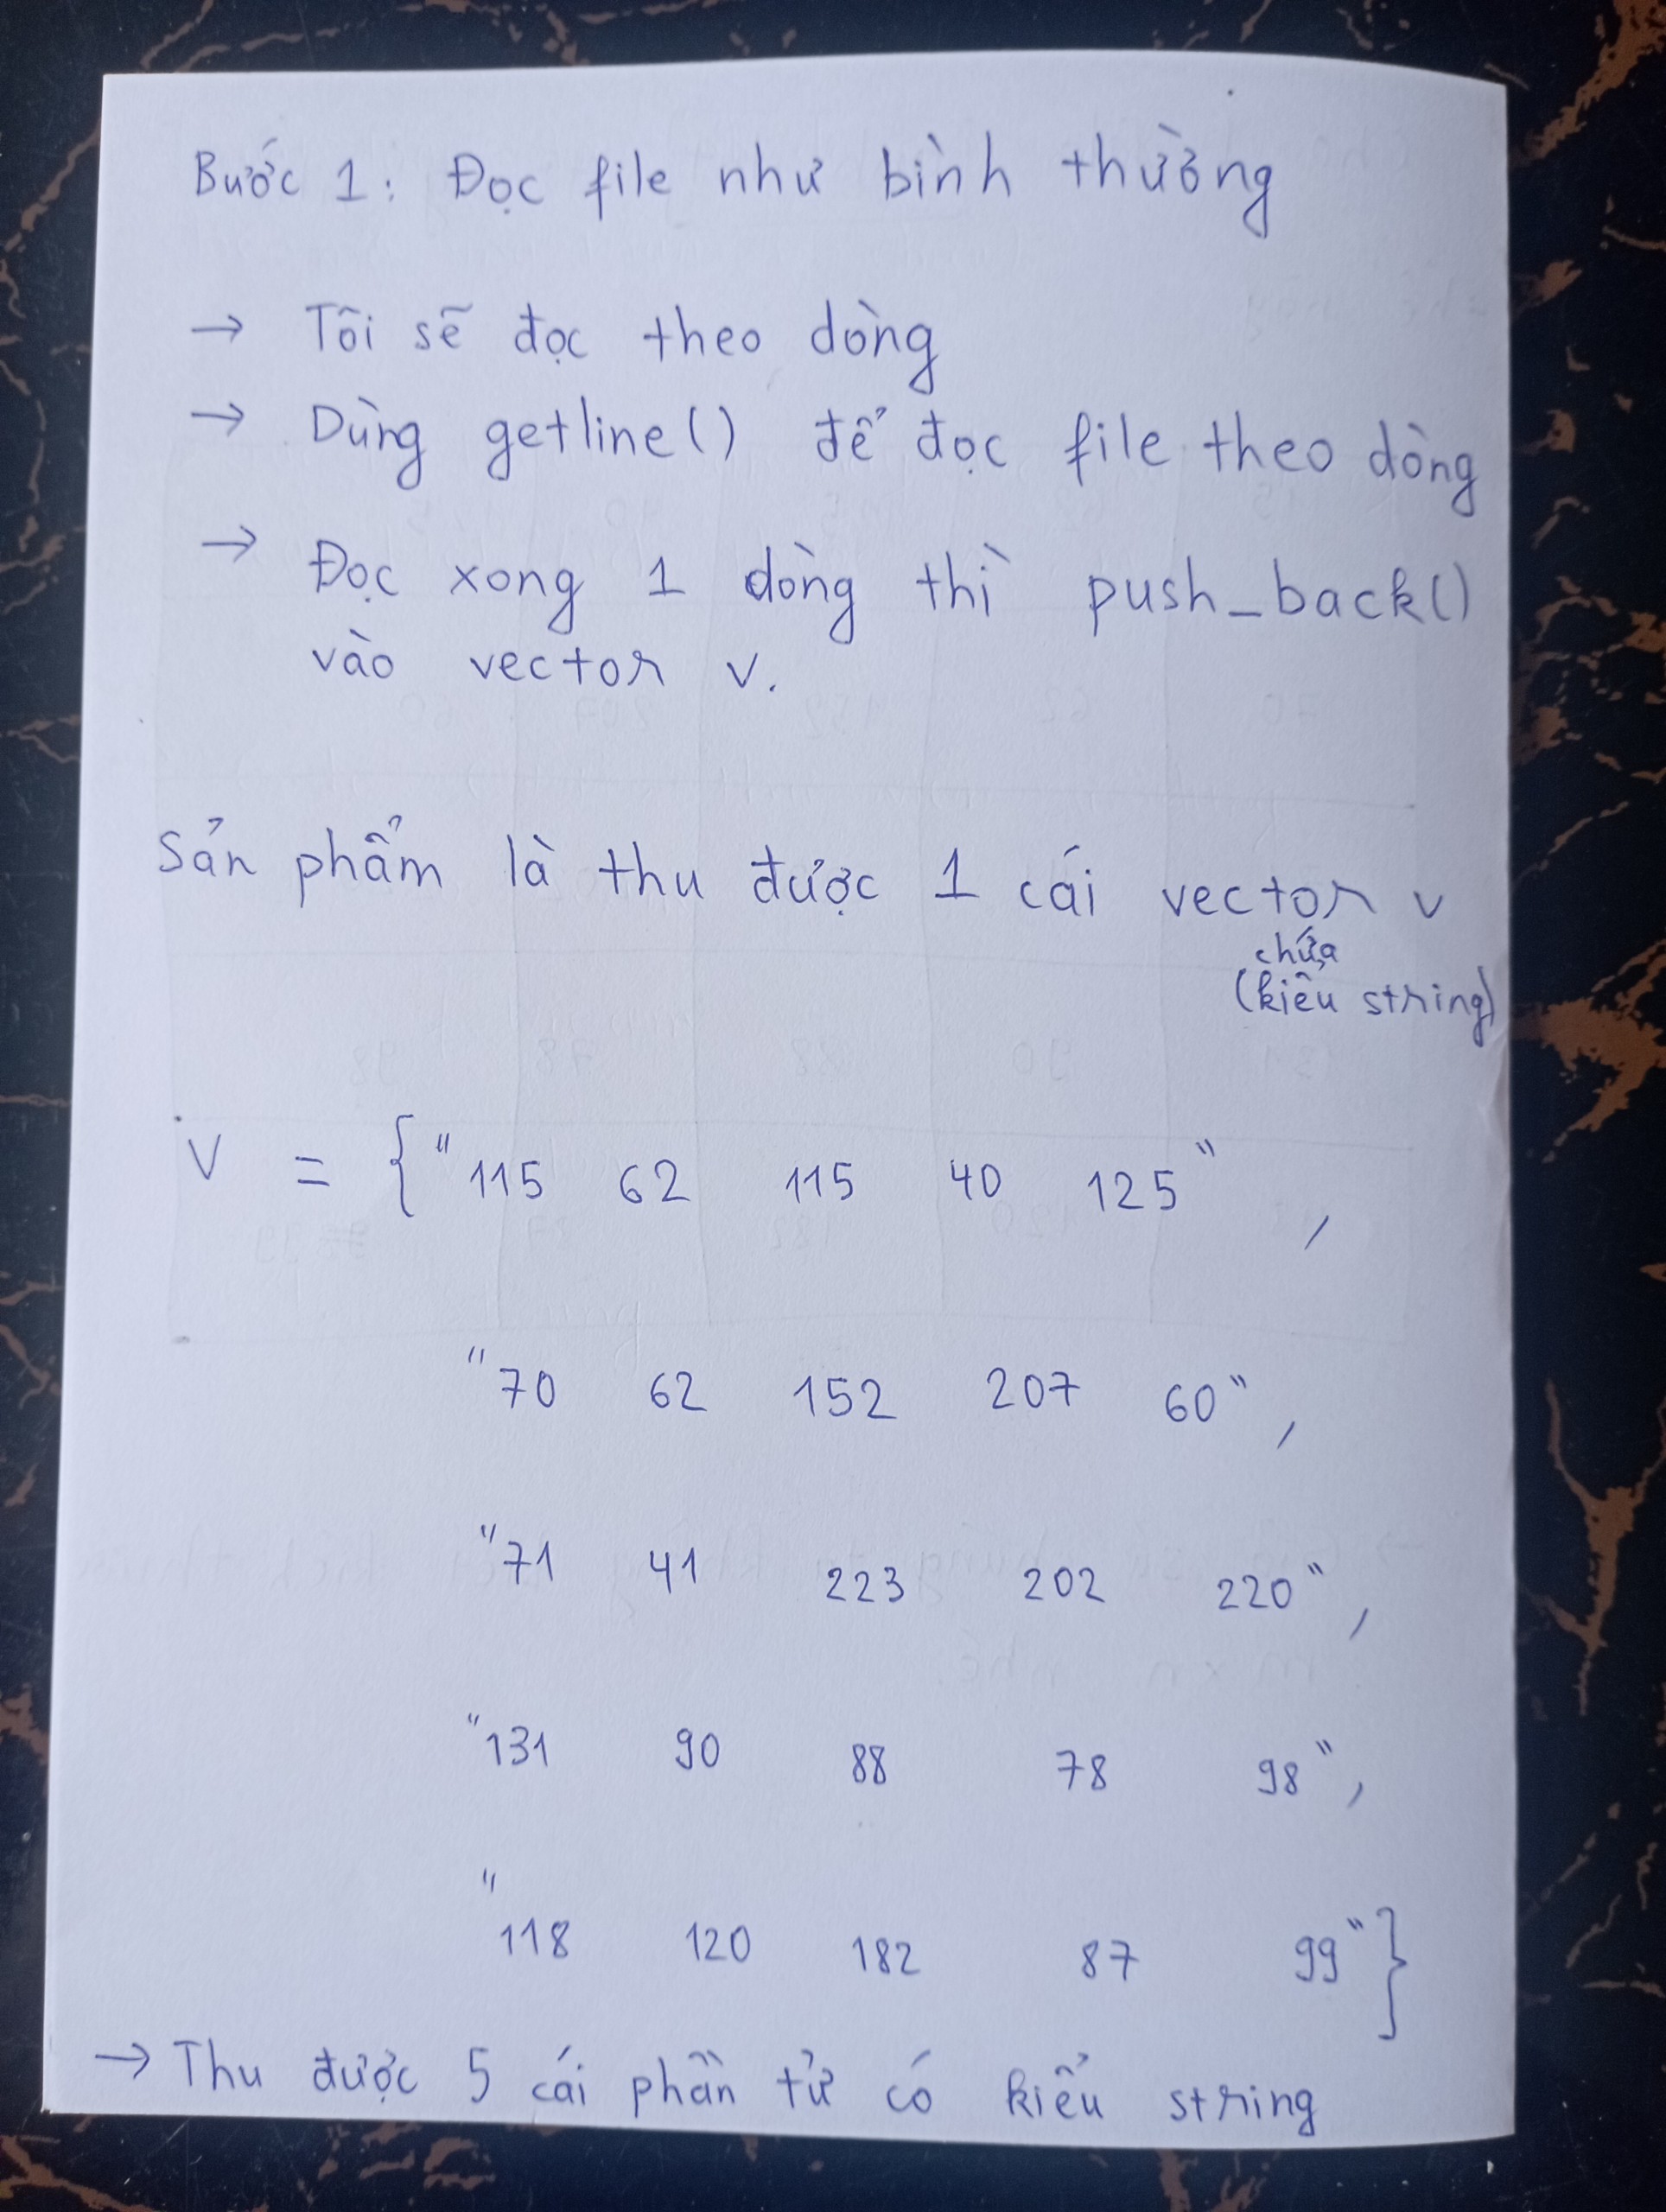 Bước 1: Đọc file như bình thường
→ Tôi sẽ đọc theo dòng
→ Dùng getline() để đọc file theo dòng
→ Đọc xong 1 dòng thì push_back()
vào vector v.
Sản phẩm là thu được 1 cái vector v
chứa
(kiểu string)
V = {"115 62 115 40 125",
"70 62 152 207 60",
"71 41 223 202 220",
"131 90 88 78 98",
"118 120 182 87 99"}
→ Thu được 5 cái phần tử có kiểu string